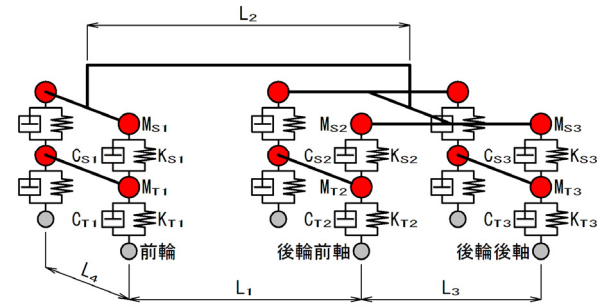 L2
MS1
MS2
MS3
CS1
KS1
CS2
KS2
CS3
KS3
MT1
MT2
MT3
CT1
KT1
CT2
KT2
CT3
KT3
前輪
後輪前軸
後輪後軸
L4
L1
L3